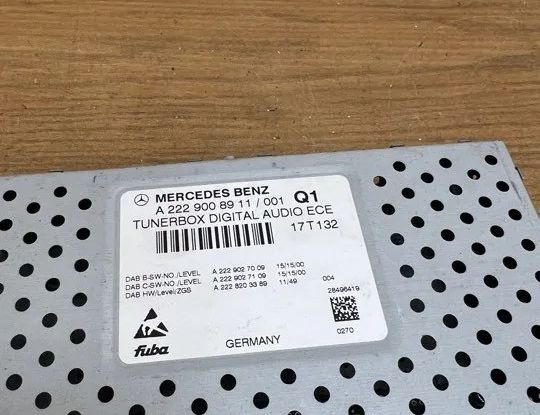 MERCEDES BENZ
A 222 900 89 11 / 001 Q1
TUNERBOX DIGITAL AUDIO ECE
17T132
DAB B-SW-NO /LEVEL A 222 902 70 09 15/15/00
DAB C-SW-NO /LEVEL A 222 902 71 09 15/15/00
DAB HW/Level/ZGS A 222 820 33 89 11/49 004
28496419
0270
fuba
GERMANY